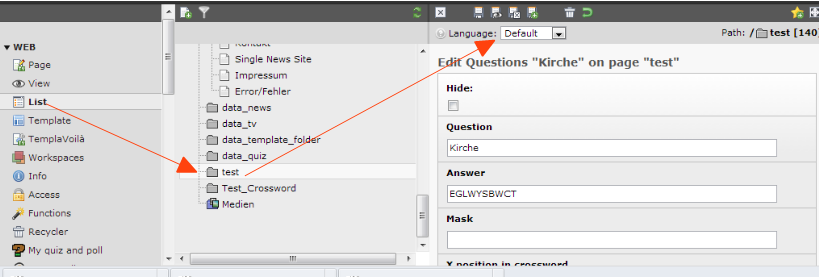 WEB
Page
View
List
Template
TemplaVoilà
Workspaces
Info
Access
Functions
Recycler
My quiz and poll
Kontakt
Single News Site
Impressum
Error/Fehler
data_news
data_tv
data_template_folder
data_quiz
test
Test_Crossword
Medien
Language: Default
Path: /test [140]
Edit Questions "Kirche" on page "test"
Hide:
Question
Kirche
Answer
EGLWYSBWCT
Mask
X position in crossword